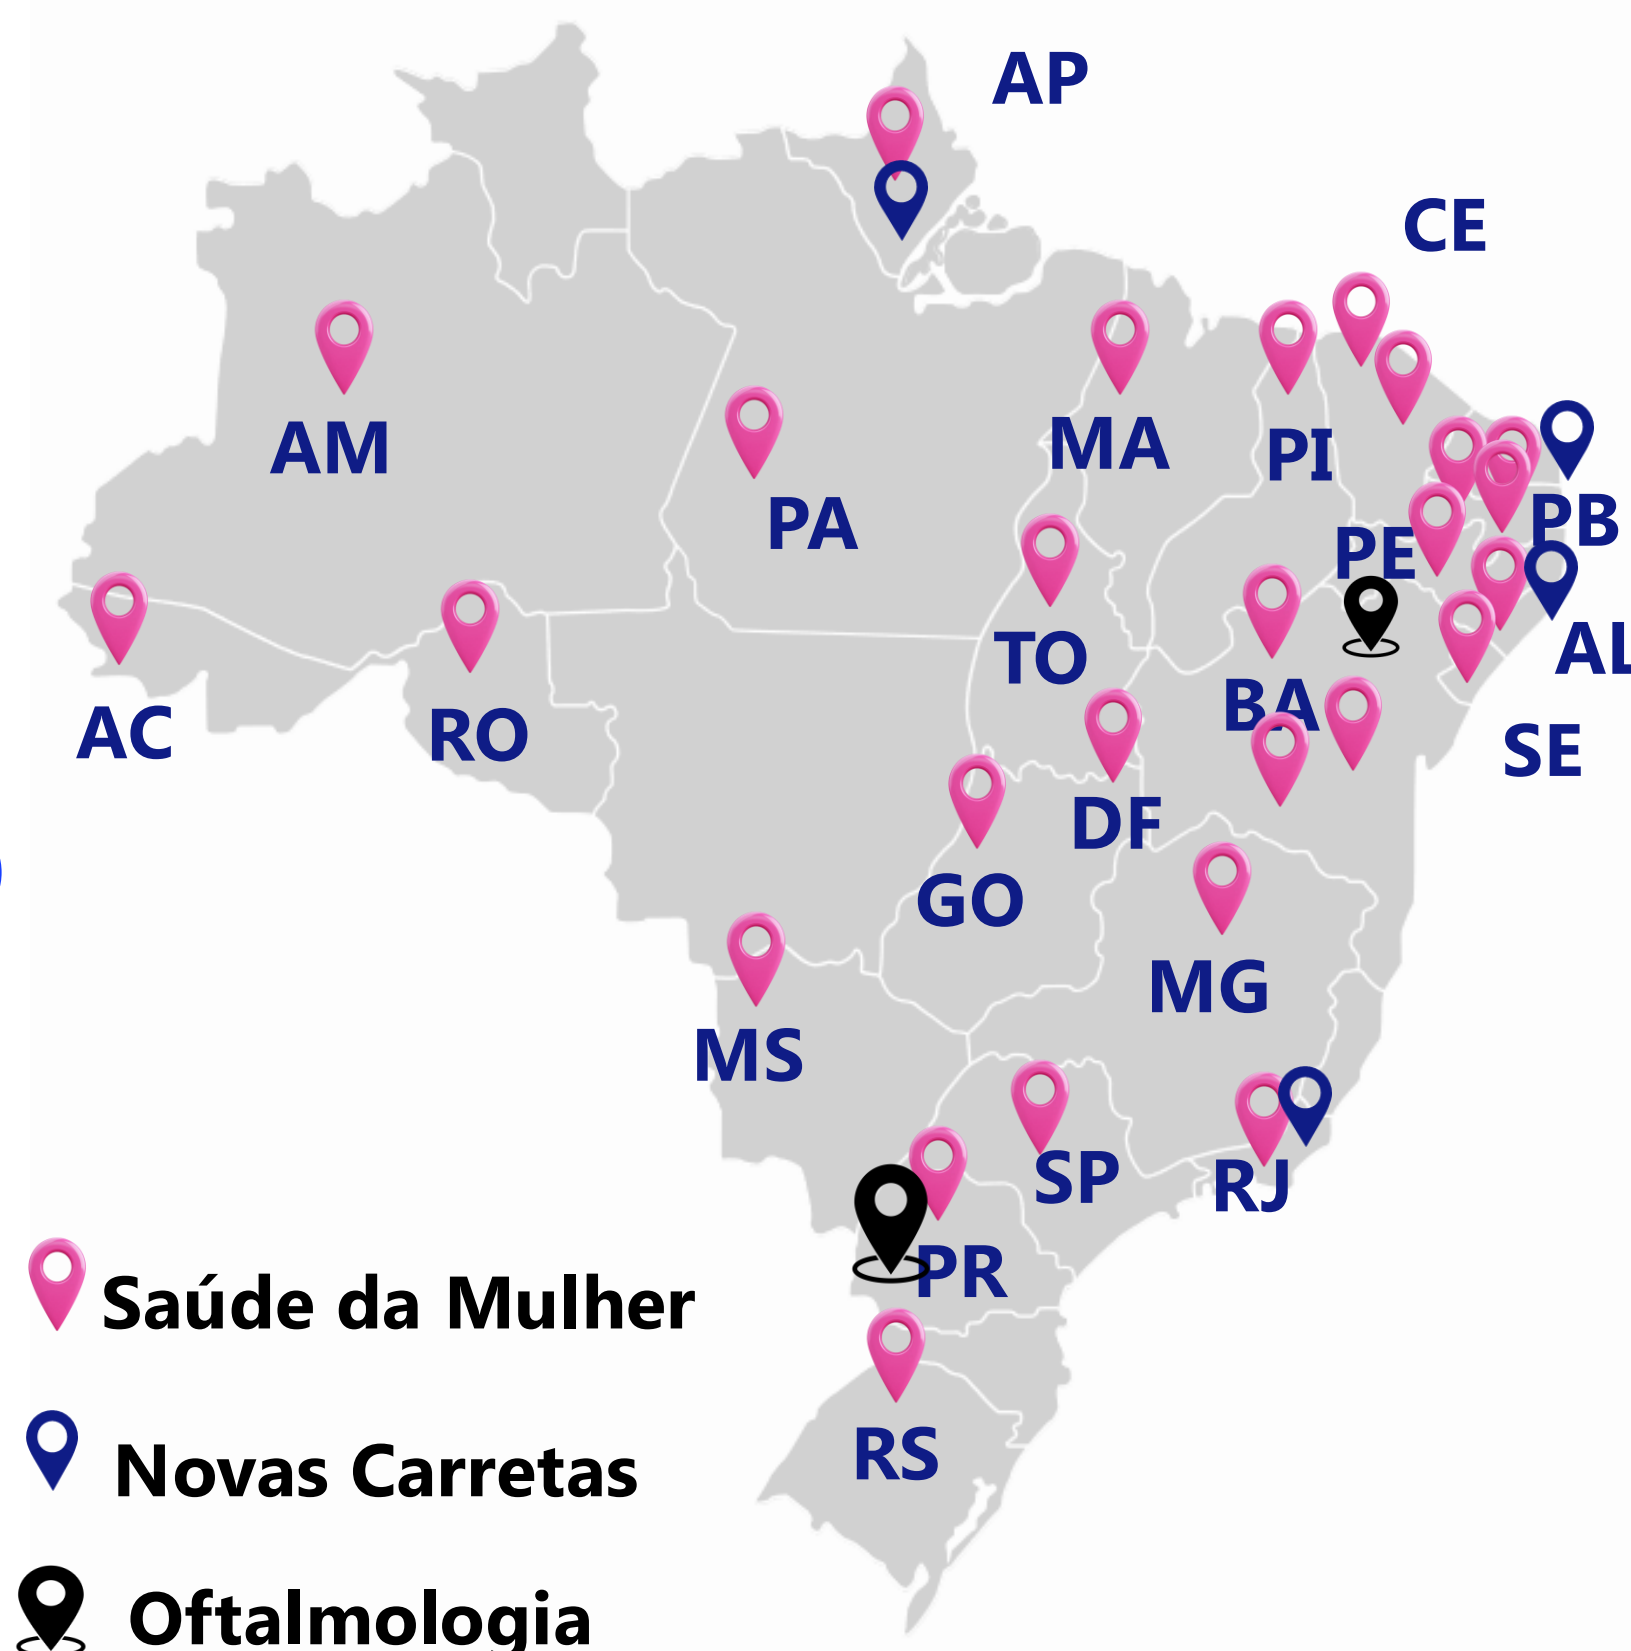 AP
CE
AM
MA
PI
PA
PB
PE
TO
AL
BA
AC
RO
SE
DF
GO
MG
MS
SP
RJ
PR
Saúde da Mulher
RS
Novas Carretas
Oftalmologia